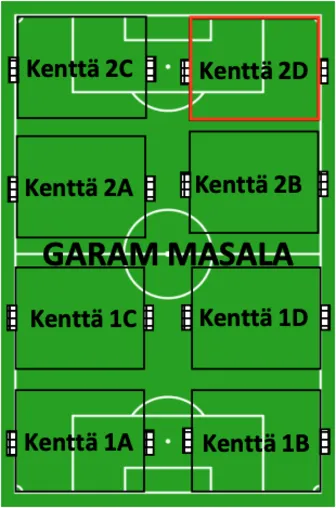 Kenttä 2C
Kenttä 2D
Kenttä 2A
Kenttä 2B
GARAM MASALA
Kenttä 1C
Kenttä 1D
Kenttä 1A
Kenttä 1B